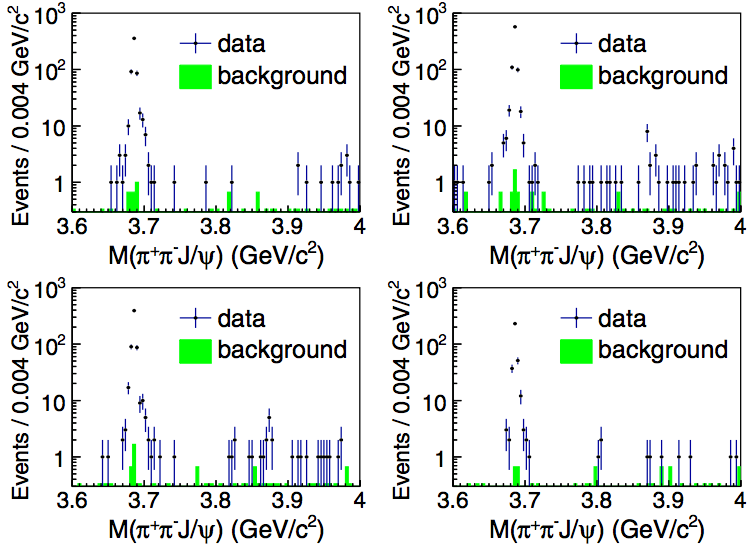 Events / 0.004 GeV/c²
10³
10²
10
1
data
background
3.6 3.7 3.8 3.9 4
M(π⁺π⁻J/ψ) (GeV/c²)
Events / 0.004 GeV/c²
10³
10²
10
1
data
background
3.6 3.7 3.8 3.9 4
M(π⁺π⁻J/ψ) (GeV/c²)
Events / 0.004 GeV/c²
10³
10²
10
1
data
background
3.6 3.7 3.8 3.9 4
M(π⁺π⁻J/ψ) (GeV/c²)
Events / 0.004 GeV/c²
10³
10²
10
1
data
background
3.6 3.7 3.8 3.9 4
M(π⁺π⁻J/ψ) (GeV/c²)